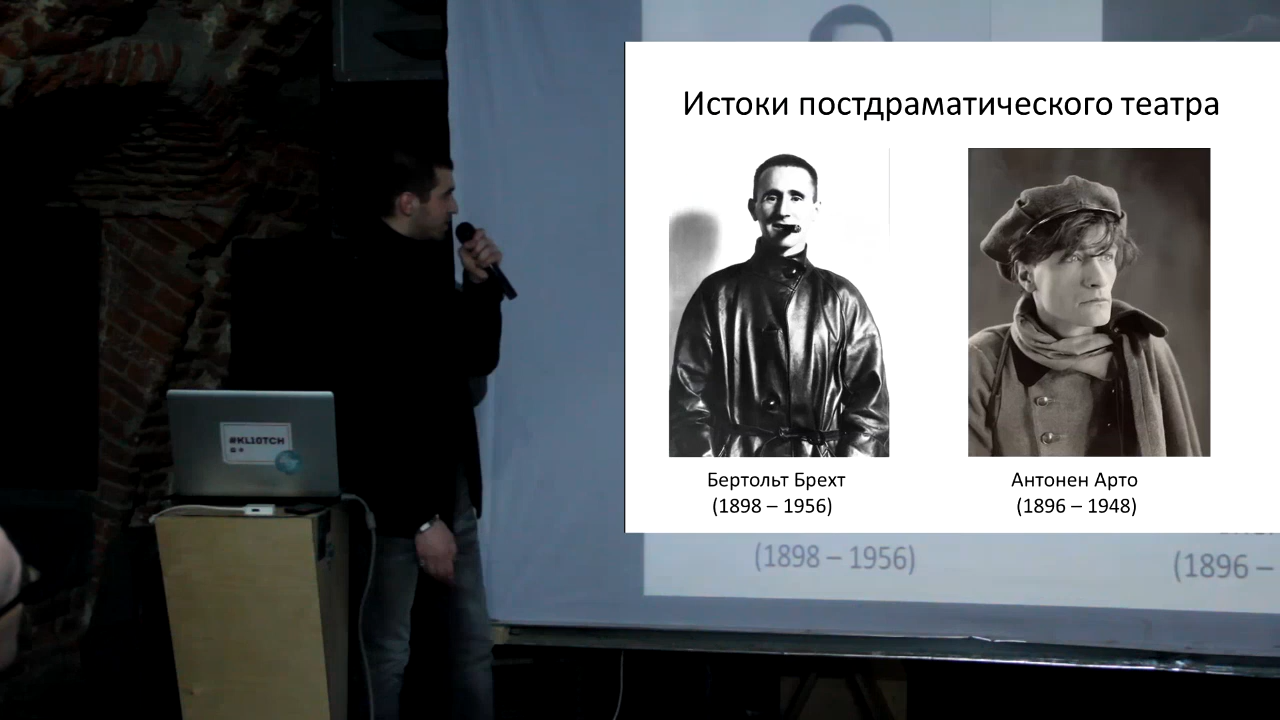 Истоки постдраматического театра
Бертольт Брехт
(1898 – 1956)
Антонен Арто
(1896 – 1948)
(1898 – 1956)
(1896 –
#KL10TCH